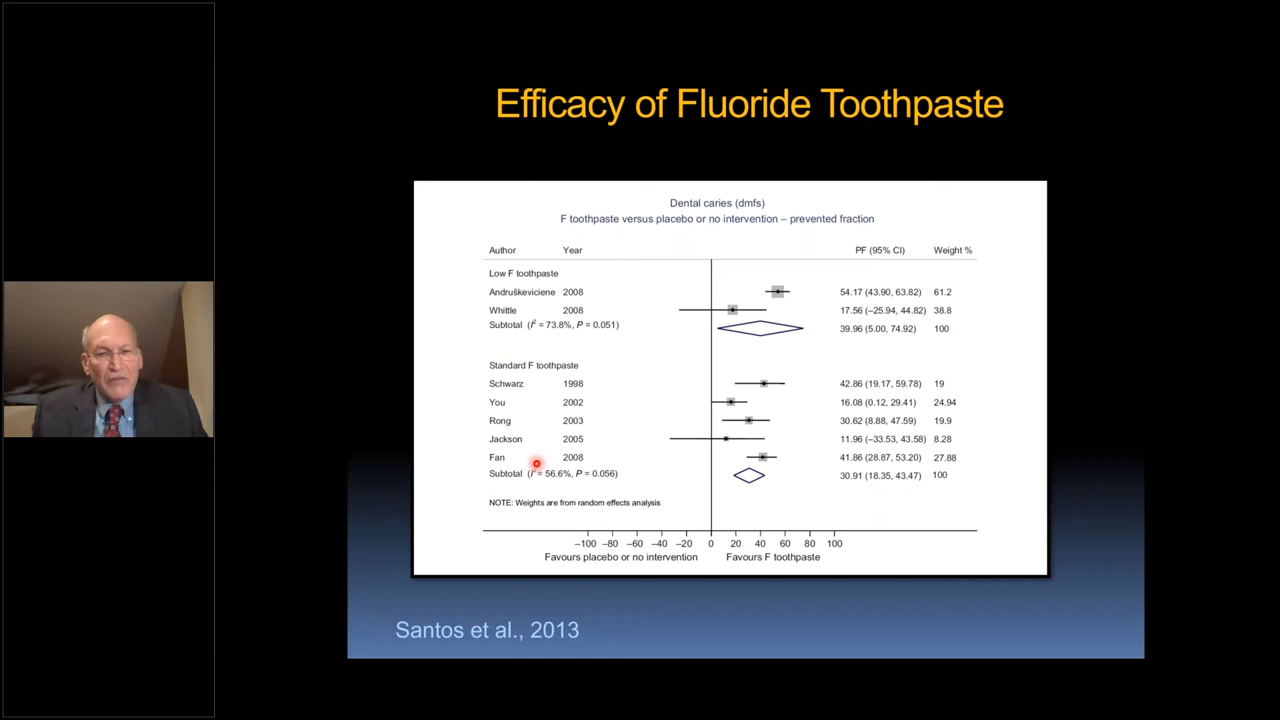 Efficacy of Fluoride Toothpaste
Dental caries (dmfs)
F toothpaste versus placebo or no intervention – prevented fraction
Author Year PF (95% CI) Weight %
Low F toothpaste
Andruškeviciene 2008 54.17 (43.90, 63.82) 61.2
Whittle 2008 17.56 (–25.94, 44.82) 38.8
Subtotal (I² = 73.8%, P = 0.051) 39.96 (5.00, 74.92) 100
Standard F toothpaste
Schwarz 1998 42.86 (19.17, 59.78) 19
You 2002 16.08 (0.12, 29.41) 24.94
Rong 2003 30.62 (8.88, 47.59) 19.9
Jackson 2005 11.96 (–33.53, 43.58) 8.28
Fan 2008 41.86 (28.87, 53.20) 27.88
Subtotal (I² = 56.6%, P = 0.056) 30.91 (18.35, 43.47) 100
NOTE: Weights are from random effects analysis
–100 –80 –60 –40 –20 0 20 40 60 80 100
Favours placebo or no intervention Favours F toothpaste
Santos et al., 2013